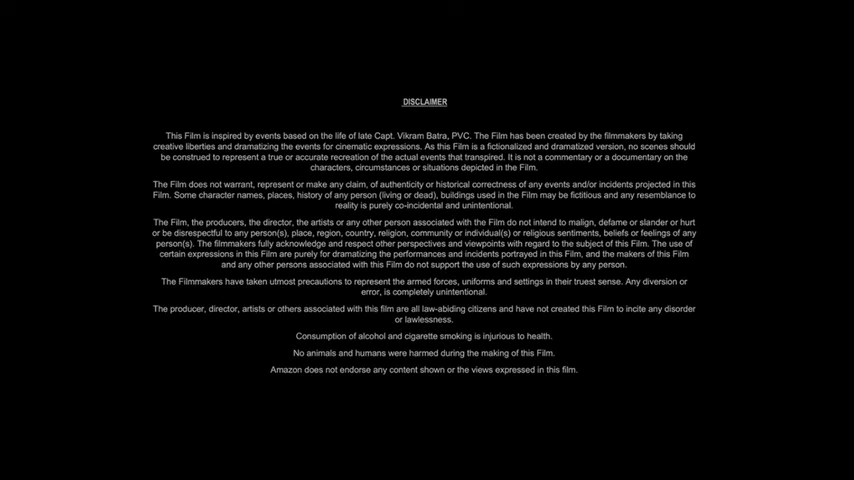 DISCLAIMER
This Film is inspired by events based on the life of late Capt. Vikram Batra, PVC. The Film has been created by the filmmakers by taking
creative liberties and dramatizing the events for cinematic expressions. As this Film is a fictionalized and dramatized version, no scenes should
be construed to represent a true or accurate recreation of the actual events that transpired. It is not a commentary or a documentary on the
characters, circumstances or situations depicted in the Film.
The Film does not warrant, represent or make any claim, of authenticity or historical correctness of any events and/or incidents projected in this
Film. Some character names, places, history of any person (living or dead), buildings used in the Film may be fictitious and any resemblance to
reality is purely co-incidental and unintentional.
The Film, the producers, the director, the artists or any other person associated with the Film do not intend to malign, defame or slander or hurt
or be disrespectful to any person(s), place, region, country, religion, community or individual(s) or religious sentiments, beliefs or feelings of any
person(s). The filmmakers fully acknowledge and respect other perspectives and viewpoints with regard to the subject of this Film. The use of
certain expressions in this Film are purely for dramatizing the performances and incidents portrayed in this Film, and the makers of this Film
and any other persons associated with this Film do not support the use of such expressions by any person.
The Filmmakers have taken utmost precautions to represent the armed forces, uniforms and settings in their truest sense. Any diversion or
error, is completely unintentional.
The producer, director, artists or others associated with this film are all law-abiding citizens and have not created this Film to incite any disorder
or lawlessness.
Consumption of alcohol and cigarette smoking is injurious to health.
No animals and humans were harmed during the making of this Film.
Amazon does not endorse any content shown or the views expressed in this film.